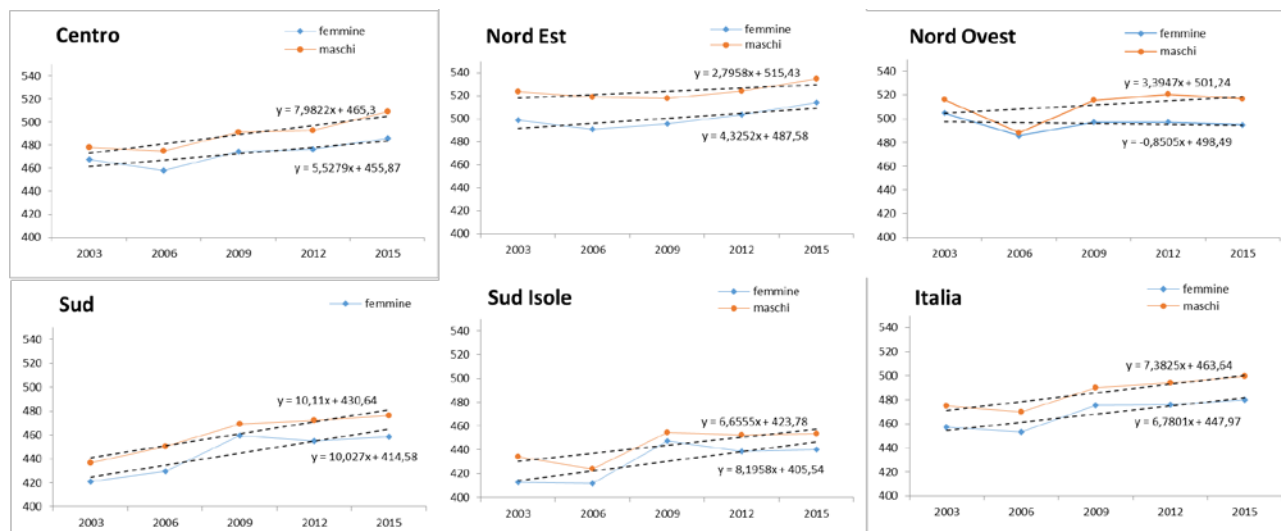 Centro
femmine
maschi
540
520
500
480
460
440
420
400
y = 7,9822x + 465,3
y = 5,5279x + 455,87
2003 2006 2009 2012 2015
Nord Est
femmine
maschi
540
520
500
480
460
440
420
400
y = 2,7958x + 515,43
y = 4,3252x + 487,58
2003 2006 2009 2012 2015
Nord Ovest
femmine
maschi
540
520
500
480
460
440
420
400
y = 3,3947x + 501,24
y = -0,8505x + 498,49
2003 2006 2009 2012 2015
Sud
femmine
540
520
500
480
460
440
420
400
y = 10,11x + 430,64
y = 10,027x + 414,58
2003 2006 2009 2012 2015
Sud Isole
femmine
maschi
540
520
500
480
460
440
420
400
y = 6,6555x + 423,78
y = 8,1958x + 405,54
2003 2006 2009 2012 2015
Italia
femmine
maschi
540
520
500
480
460
440
420
400
y = 7,3825x + 463,64
y = 6,7801x + 447,97
2003 2006 2009 2012 2015